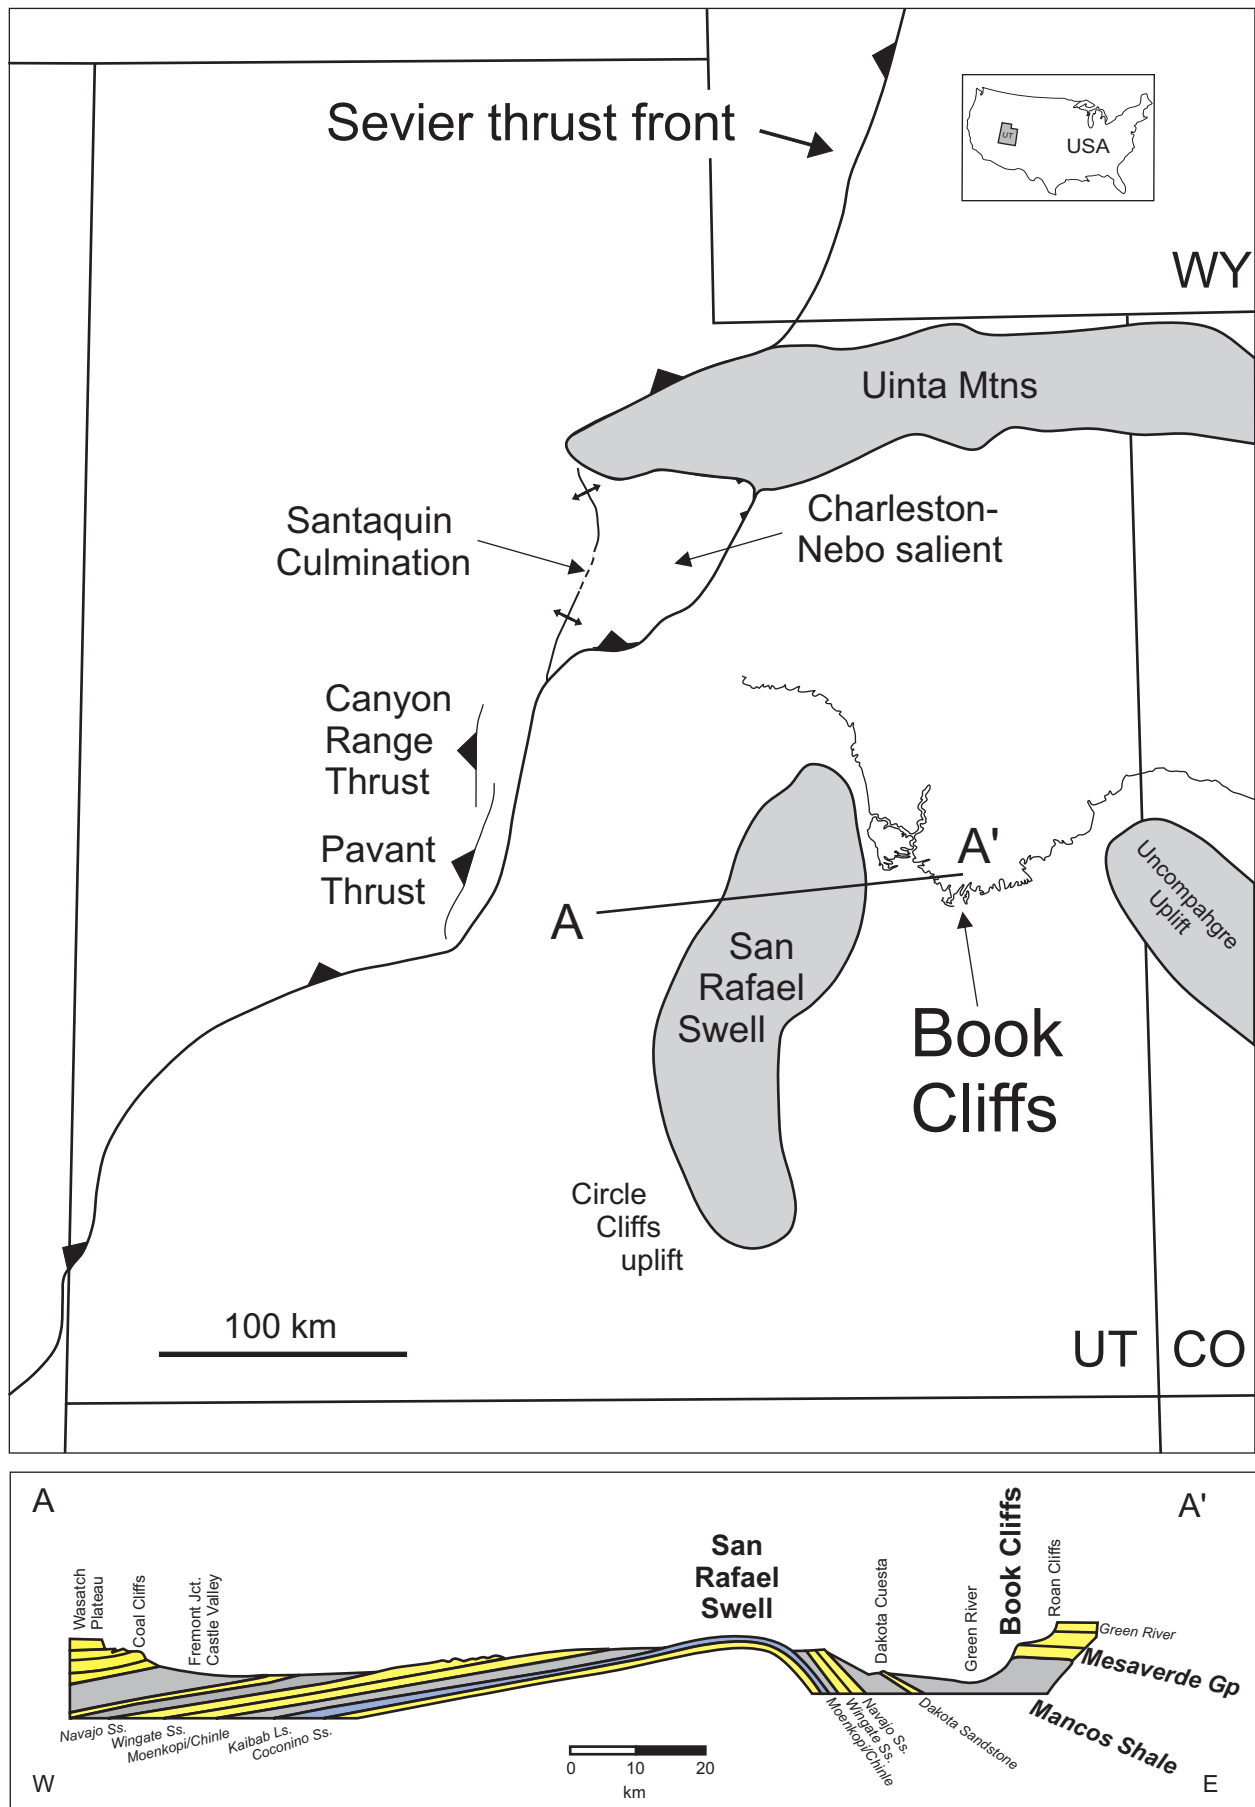 Sevier thrust front
UT
USA
WY
Uinta Mtns
Santaquin
Culmination
Charleston-
Nebo salient
Canyon
Range
Thrust
Pavant
Thrust
A'
A
San
Rafael
Swell
Uncompahgre
Uplift
Book
Cliffs
Circle
Cliffs
uplift
100 km
UT
CO
A
A'
Wasatch
Plateau
Coal Cliffs
Fremont Jct.
Castle Valley
San
Rafael
Swell
Dakota Cuesta
Green River
Book Cliffs
Roan Cliffs
Green River
Mesaverde Gp
Mancos Shale
Navajo Ss.
Wingate Ss.
Moenkopi/Chinle
Kaibab Ls.
Coconino Ss.
Navajo Ss.
Wingate Ss.
Moenkopi/Chinle
Dakota Sandstone
0 10 20
km
W
E